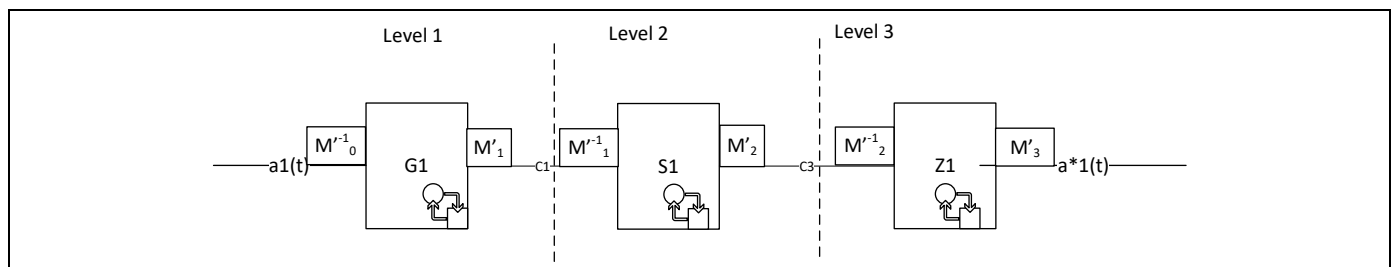 Level 1
Level 2
Level 3
a1(t)
M’⁻¹₀
G1
M’₁
C1
M’⁻¹₁
S1
M’₂
C3
M’⁻¹₂
Z1
M’₃
a*1(t)